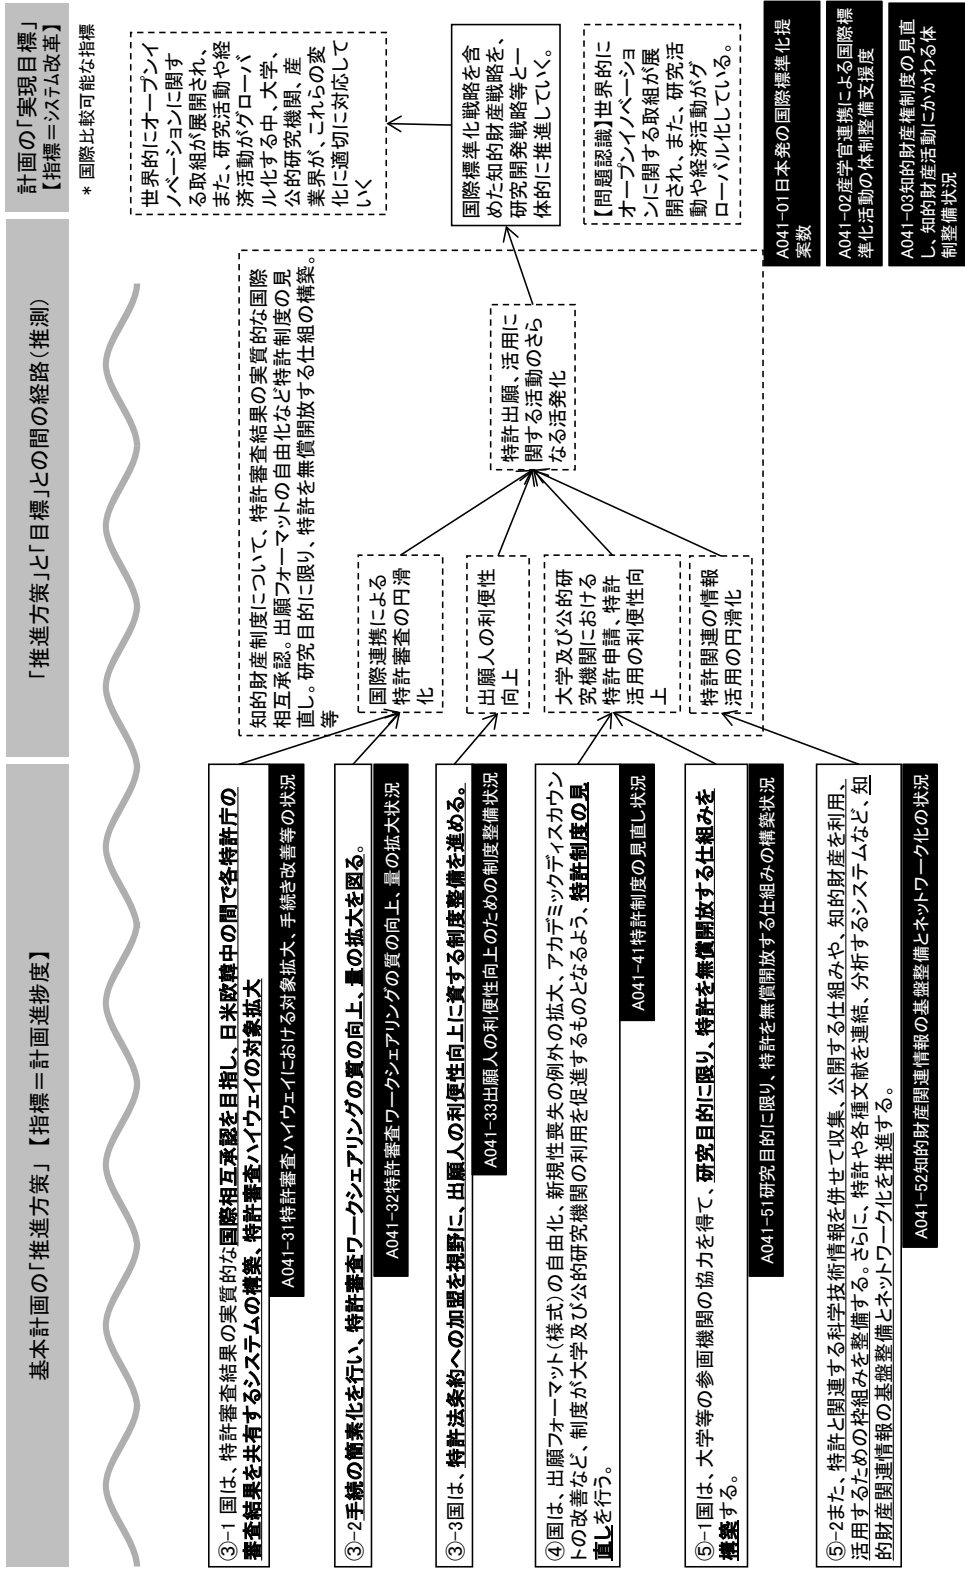 基本計画の「推進方策」 【指標＝計画進捗度】
「推進方策」と「目標」との間の経路（推測）
計画の「実現目標」
【指標＝システム改革】
* 国際比較可能な指標
③-1 国は、特許審査結果の実質的な国際相互承認を目指し、日米欧韓中の間で各特許庁の
審査結果を共有するシステムの構築、特許審査ハイウェイの対象拡大
A041-31特許審査ハイウェイにおける対象拡大、手続き改善等の状況
③-2手続の簡素化を行い、特許審査ワークシェアリングの質の向上、量の拡大を図る。
A041-32特許審査ワークシェアリングの質の向上、量の拡大状況
③-3国は、特許法条約への加盟を視野に、出願人の利便性向上に資する制度整備を進める。
A041-33出願人の利便性向上のための制度整備状況
④国は、出願フォーマット（様式）の自由化、新規性喪失の例外の拡大、アカデミックディスカウン
トの改善など、制度が大学及び公的研究機関の利用を促進するものとなるよう、特許制度の見
直しを行う。
A041-41特許制度の見直し状況
⑤-1国は、大学等の参画機関の協力を得て、研究目的に限り、特許を無償開放する仕組みを
構築する。
A041-51研究目的に限り、特許を無償開放する仕組みの構築状況
⑤-2また、特許と関連する科学技術情報を併せて収集、公開する仕組みや、知的財産を利用、
活用するための枠組みを整備する。さらに、特許や各種文献を連結、分析するシステムなど、知
的財産関連情報の基盤整備とネットワーク化を推進する。
A041-52知的財産関連情報の基盤整備とネットワーク化の状況
知的財産制度について、特許審査結果の実質的な国際
相互承認。出願フォーマットの自由化など特許制度の見
直し。研究目的に限り、特許を無償開放する仕組の構築。
等
国際連携による
特許審査の円滑
化
出願人の利便性
向上
大学及び公的研
究機関における
特許申請、特許
活用の利便性向
上
特許関連の情報
活用の円滑化
特許出願、活用に
関する活動のさら
なる活発化
世界的にオープンイ
ノベーションに関す
る取組が展開され、
また、研究活動や経
済活動がグローバ
ル化する中、大学、
公的研究機関、産
業界が、これらの変
化に適切に対応して
いく
国際標準化戦略を含
めた知的財産戦略を、
研究開発戦略等と一
体的に推進していく。
【問題認識】世界的に
オープンイノベーショ
ンに関する取組が展
開され、また、研究活
動や経済活動がグ
ローバル化している。
A041-01日本発の国際標準化提
案数
A041-02産学官連携による国際標
準化活動の体制整備支援度
A041-03知的財産権制度の見直
し、知的財産活動にかかわる体
制整備状況